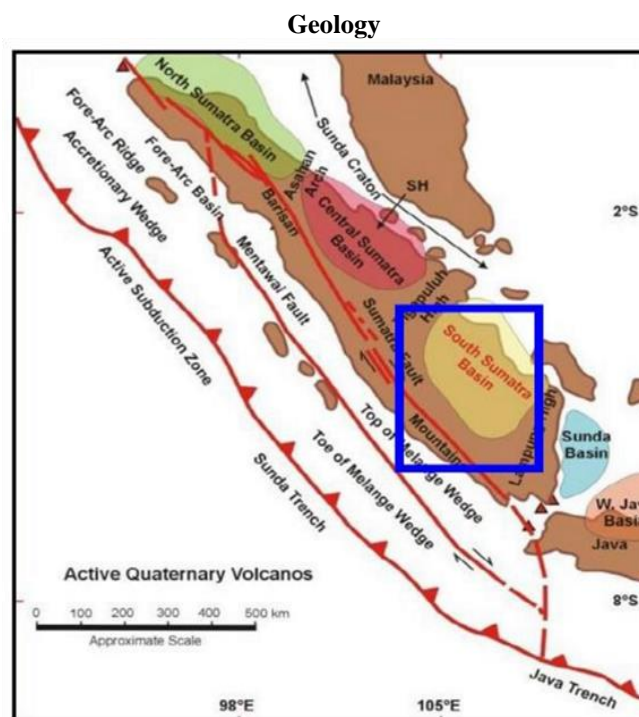 Geology
North Sumatra Basin
Malaysia
Fore-Arc Ridge
Accretionary Wedge
Fore-Arc Basin
Asahan
Arch
Sunda Craton
SH
2°S
Barisan
Central Sumatra
Basin
Mentawai Fault
Active Subduction Zone
High
Sumatra Fault
South Sumatra
Basin
Mountain
Top of Melange Wedge
Toe of Melange Wedge
Sunda Trench
Sunda
Basin
W. Ja
Basi
Java
Active Quaternary Volcanos
0 100 200 300 400 500 km
Approximate Scale
8°S
Java Trench
98°E
105°E